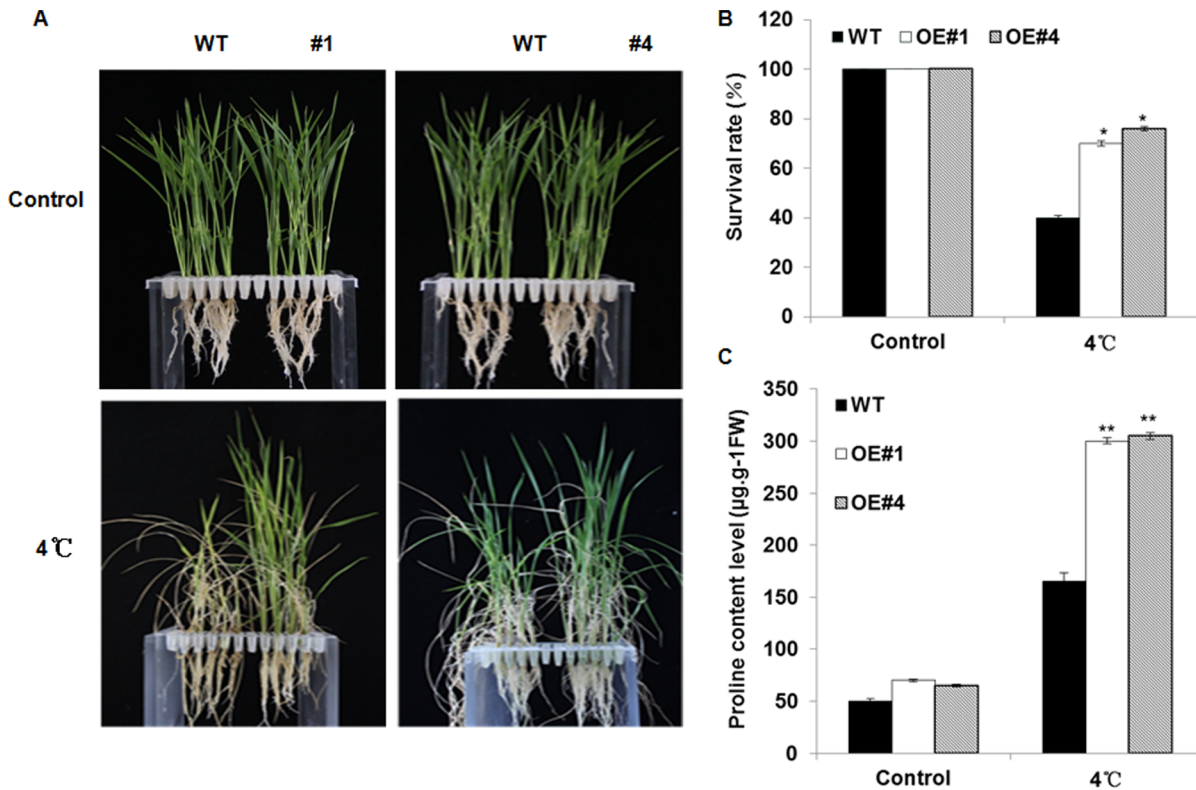 A
WT #1 WT #4
Control
4℃
B
Survival rate (%)
120
100
80
60
40
20
0
WT OE#1 OE#4
* *
Control 4℃
C
Proline content level (µg.g-1FW)
350
300
250
200
150
100
50
0
WT
OE#1
OE#4
** **
Control 4℃